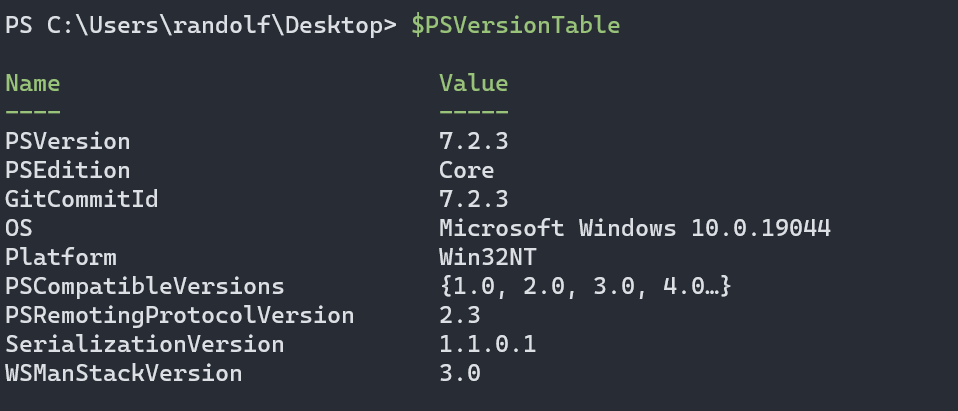 PS C:\Users\randolf\Desktop> $PSVersionTable
Name                           Value
----                           -----
PSVersion                      7.2.3
PSEdition                      Core
GitCommitId                    7.2.3
OS                             Microsoft Windows 10.0.19044
Platform                       Win32NT
PSCompatibleVersions           {1.0, 2.0, 3.0, 4.0…}
PSRemotingProtocolVersion      2.3
SerializationVersion           1.1.0.1
WSManStackVersion              3.0